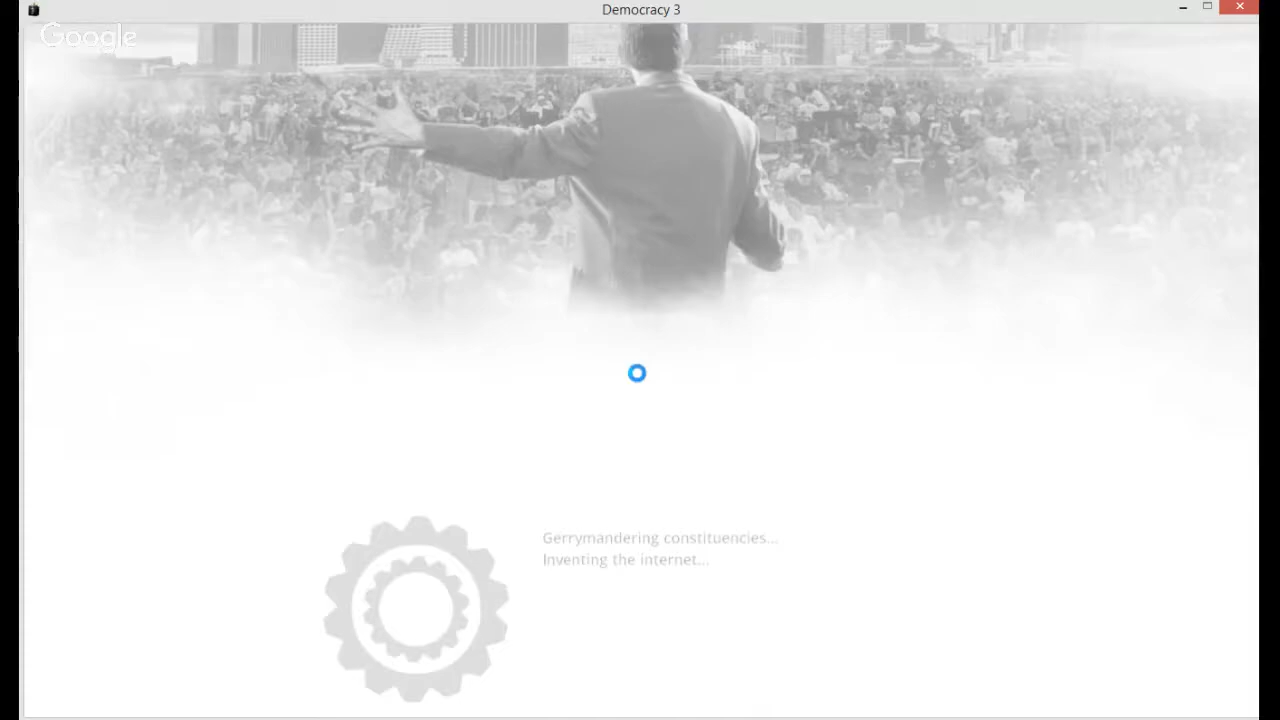 Democracy 3
Google
Gerrymandering constituencies...
Inventing the internet...